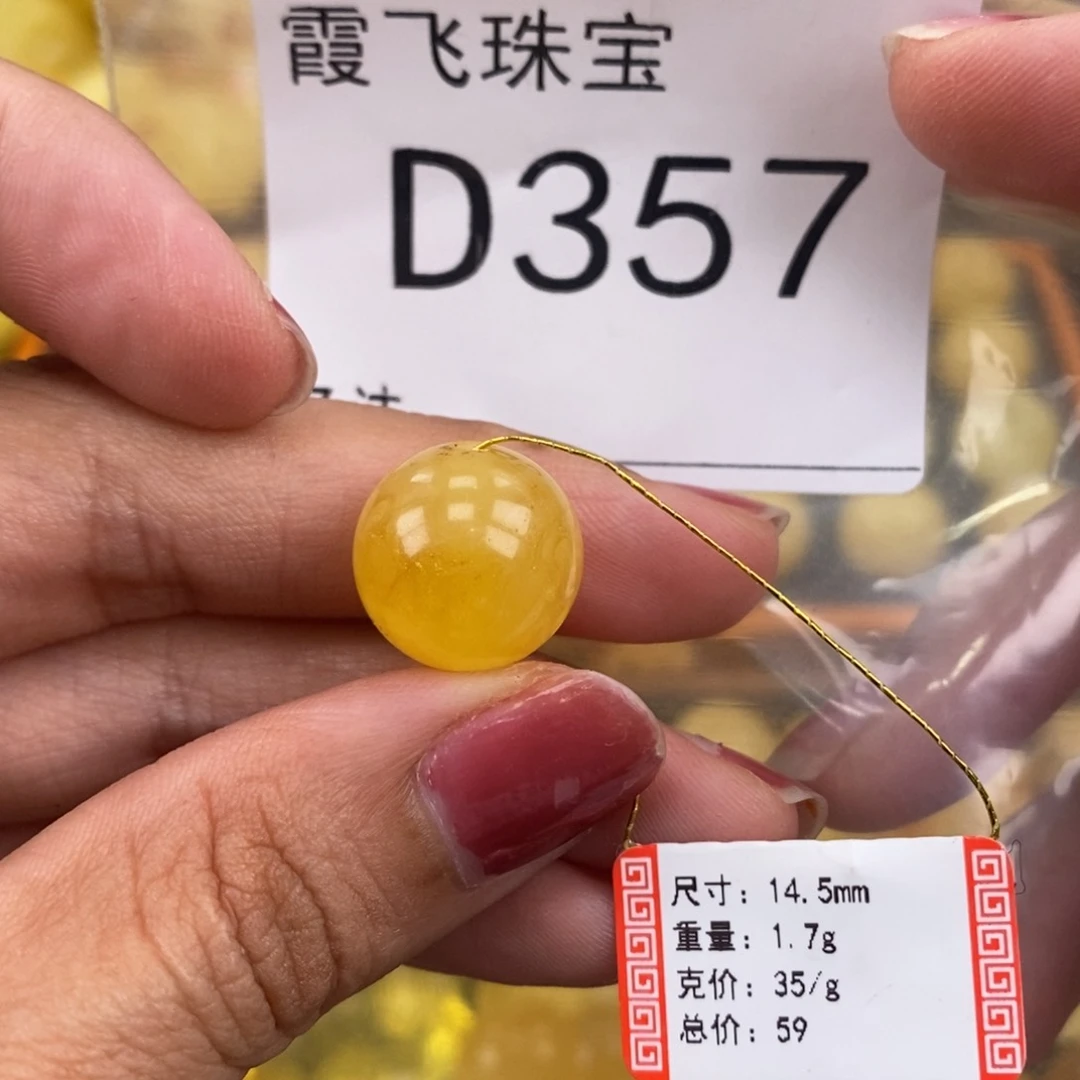 霞飞珠宝
D357
尺寸: 14.5mm
重量: 1.7g
克价: 35/g
总价: 59